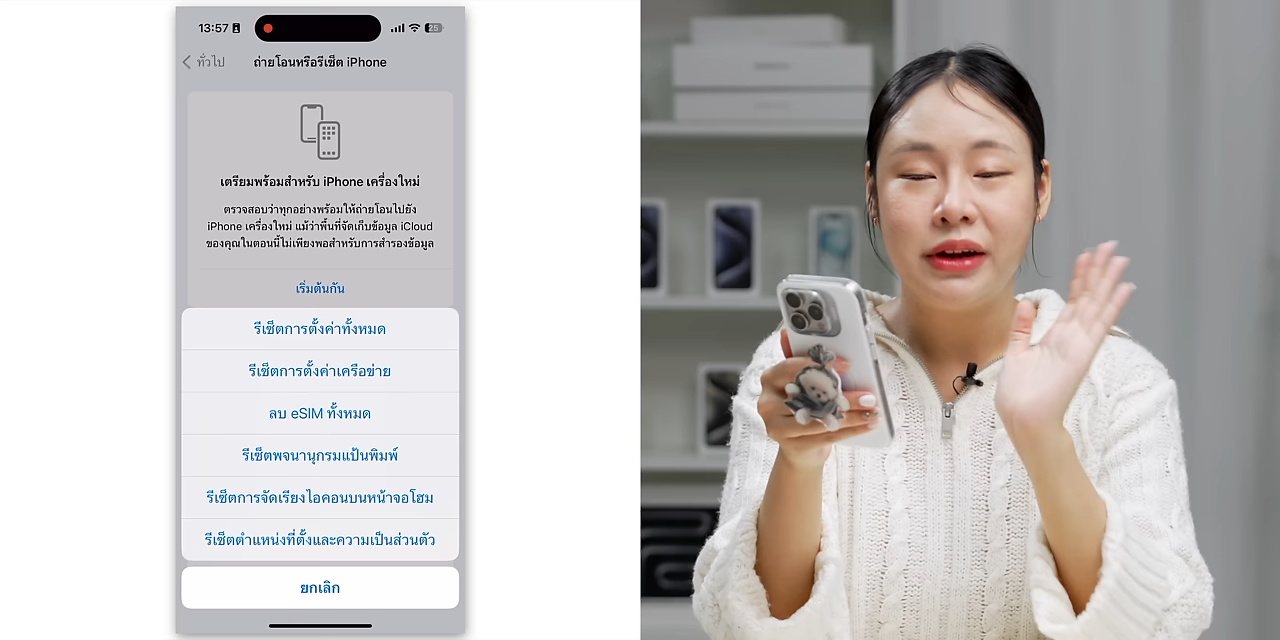 13:57
25
ทั่วไป
ถ่ายโอนหรือรีเซ็ต iPhone
เตรียมพร้อมสำหรับ iPhone เครื่องใหม่
ตรวจสอบว่าทุกอย่างพร้อมให้ถ่ายโอนไปยัง
iPhone เครื่องใหม่ แม้ว่าพื้นที่จัดเก็บข้อมูล iCloud
ของคุณในตอนนี้ไม่เพียงพอสำหรับการสำรองข้อมูล
เริ่มต้นกัน
รีเซ็ตการตั้งค่าทั้งหมด
รีเซ็ตการตั้งค่าเครือข่าย
ลบ eSIM ทั้งหมด
รีเซ็ตพจนานุกรมแป้นพิมพ์
รีเซ็ตการจัดเรียงไอคอนบนหน้าจอโฮม
รีเซ็ตตำแหน่งที่ตั้งและความเป็นส่วนตัว
ยกเลิก